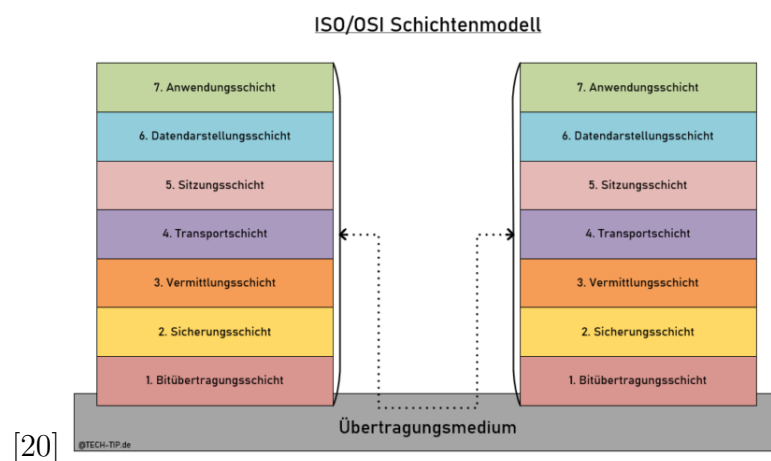 ISO/OSI Schichtenmodell
7. Anwendungsschicht
6. Datendarstellungsschicht
5. Sitzungsschicht
4. Transportschicht
3. Vermittlungsschicht
2. Sicherungsschicht
1. Bitübertragungsschicht
7. Anwendungsschicht
6. Datendarstellungsschicht
5. Sitzungsschicht
4. Transportschicht
3. Vermittlungsschicht
2. Sicherungsschicht
1. Bitübertragungsschicht
Übertragungsmedium
[20]
@TECH-TIP.de